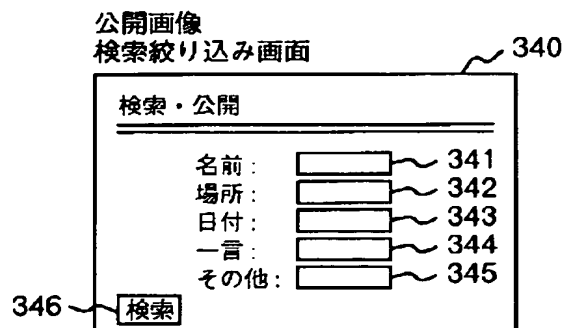 公開画像
検索絞り込み画面
340
検索・公開
名前: 341
場所: 342
日付: 343
一言: 344
その他: 345
346 検索